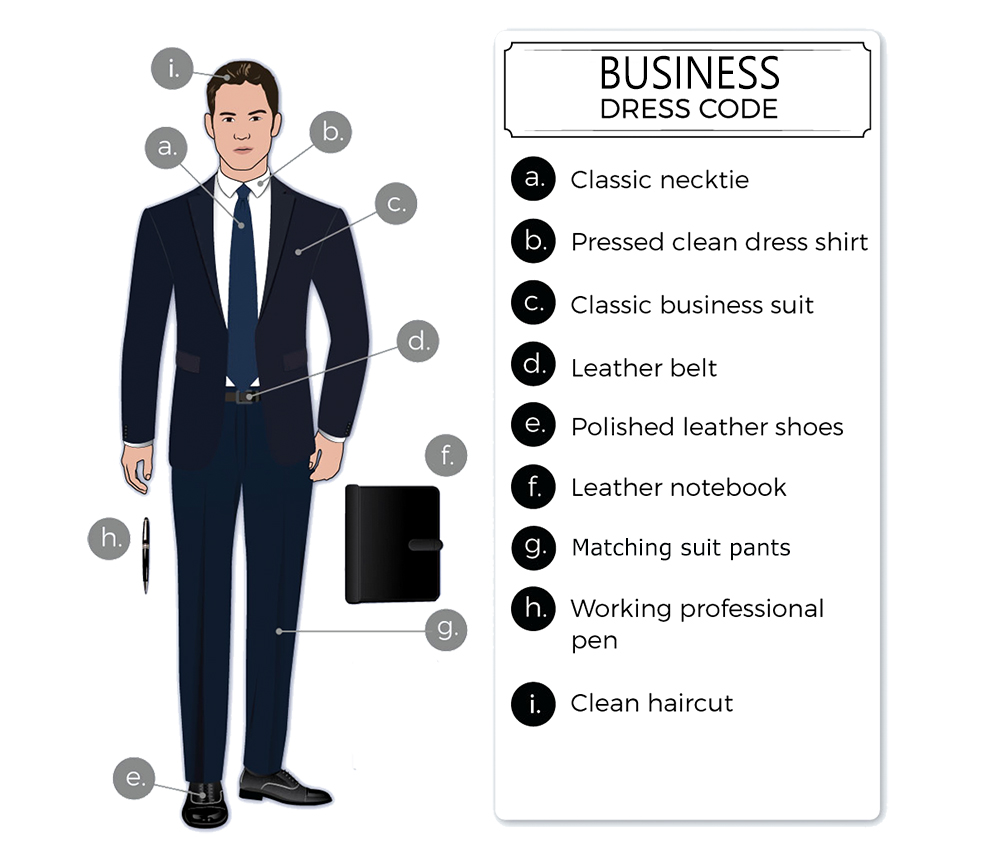 i.
a.
b.
c.
d.
f.
h.
g.
e.
BUSINESS
DRESS CODE
a. Classic necktie
b. Pressed clean dress shirt
c. Classic business suit
d. Leather belt
e. Polished leather shoes
f. Leather notebook
g. Matching suit pants
h. Working professional
pen
i. Clean haircut